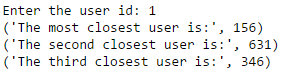 Enter the user id: 1
('The most closest user is:', 156)
('The second closest user is:', 631)
('The third closest user is:', 346)